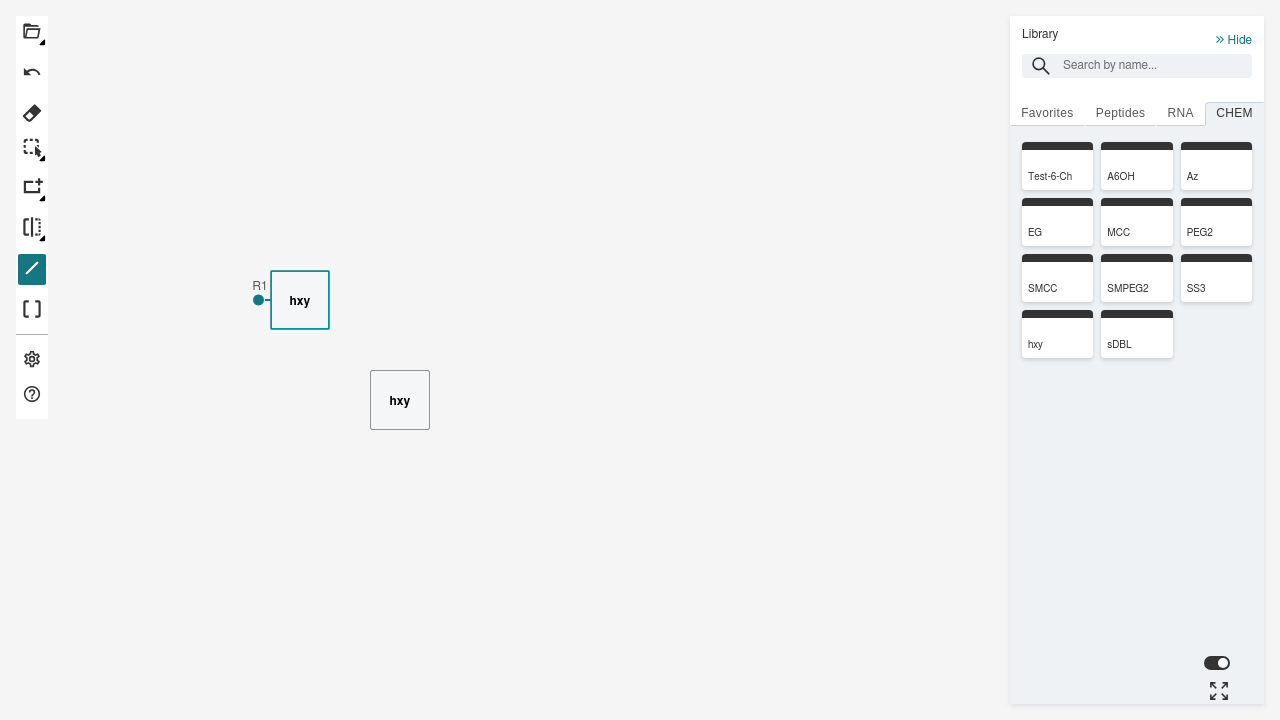 Library
Hide
Search by name...
Favorites
Peptides
RNA
CHEM
Test-6-Ch
A6OH
Az
EG
MCC
PEG2
SMCC
SMPEG2
SS3
hxy
sDBL
R1
hxy
hxy